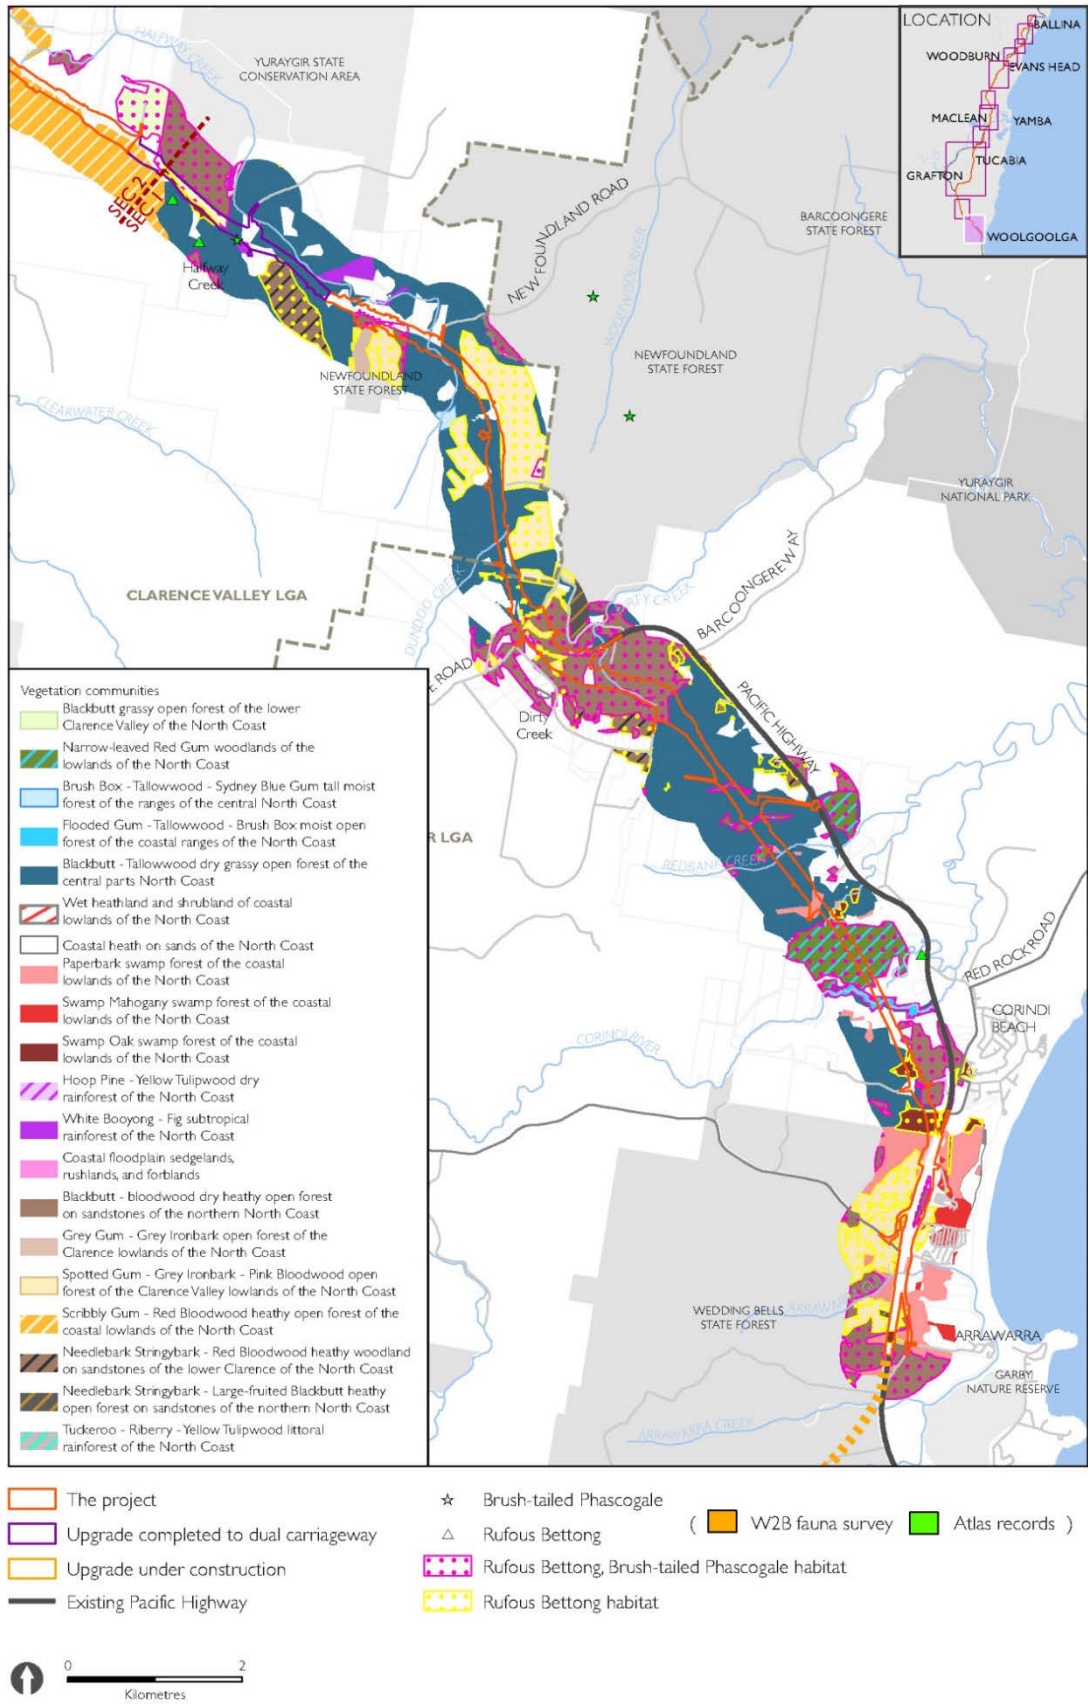 HALFWAY CREEK
YURAYGIR STATE
CONSERVATION AREA
LOCATION
BALLINA
WOODBURN
EVANS HEAD
MACLEAN
YAMBA
TUCABIA
GRAFTON
WOOLGOOLGA
SEC 2
SEC 1
Halfway
Creek
NEW FOUNDLAND ROAD
BARCOONGERE
STATE FOREST
NEWFOUNDLAND
STATE FOREST
NEWFOUNDLAND
STATE FOREST
CLEARWATER CREEK
YURAYGIR
NATIONAL PARK
CLARENCE VALLEY LGA
DUNDOO CREEK
DIRTY CREEK
BARCOONGERE WAY
E ROAD
Dirty
Creek
PACIFIC HIGHWAY
R LGA
REDBANK CREEK
RED ROCK ROAD
CORINDI
BEACH
CORINDI RIVER
WEDDING BELLS
STATE FOREST
ARRAWARRA
GARBY
NATURE RESERVE
ARRAWARRA CREEK
Vegetation communities
Blackbutt grassy open forest of the lower
Clarence Valley of the North Coast
Narrow-leaved Red Gum woodlands of the
lowlands of the North Coast
Brush Box - Tallowwood - Sydney Blue Gum tall moist
forest of the ranges of the central North Coast
Flooded Gum - Tallowwood - Brush Box moist open
forest of the coastal ranges of the North Coast
Blackbutt - Tallowwood dry grassy open forest of the
central parts North Coast
Wet heathland and shrubland of coastal
lowlands of the North Coast
Coastal heath on sands of the North Coast
Paperbark swamp forest of the coastal
lowlands of the North Coast
Swamp Mahogany swamp forest of the coastal
lowlands of the North Coast
Swamp Oak swamp forest of the coastal
lowlands of the North Coast
Hoop Pine - Yellow Tulipwood dry
rainforest of the North Coast
White Booyong - Fig subtropical
rainforest of the North Coast
Coastal floodplain sedgelands,
rushlands, and forblands
Blackbutt - bloodwood dry heathy open forest
on sandstones of the northern North Coast
Grey Gum - Grey Ironbark open forest of the
Clarence lowlands of the North Coast
Spotted Gum - Grey Ironbark - Pink Bloodwood open
forest of the Clarence Valley lowlands of the North Coast
Scribbly Gum - Red Bloodwood heathy open forest of the
coastal lowlands of the North Coast
Needlebark Stringybark - Red Bloodwood heathy woodland
on sandstones of the lower Clarence of the North Coast
Needlebark Stringybark - Large-fruited Blackbutt heathy
open forest on sandstones of the northern North Coast
Tuckeroo - Riberry - Yellow Tulipwood littoral
rainforest of the North Coast
The project
Upgrade completed to dual carriageway
Upgrade under construction
Existing Pacific Highway
Brush-tailed Phascogale
Rufous Bettong
Rufous Bettong, Brush-tailed Phascogale habitat
Rufous Bettong habitat
( W2B fauna survey Atlas records )
0 2
Kilometres